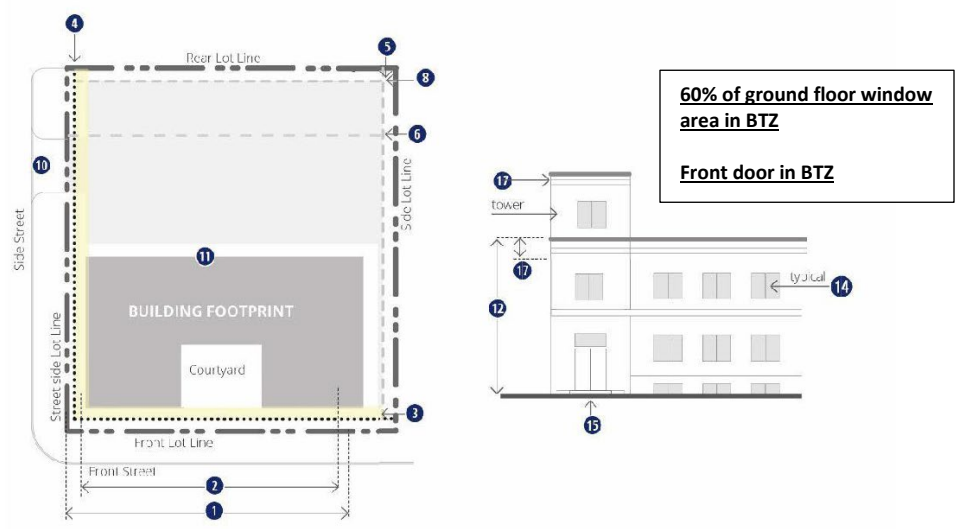 4
Rear Lot Line
5
8
6
10
Side Street
Side Lot Line
11
BUILDING FOOTPRINT
Street side Lot Line
Courtyard
3
Front Lot Line
Front Street
2
1
60% of ground floor window
area in BTZ
Front door in BTZ
17
tower
17
typical
14
12
15